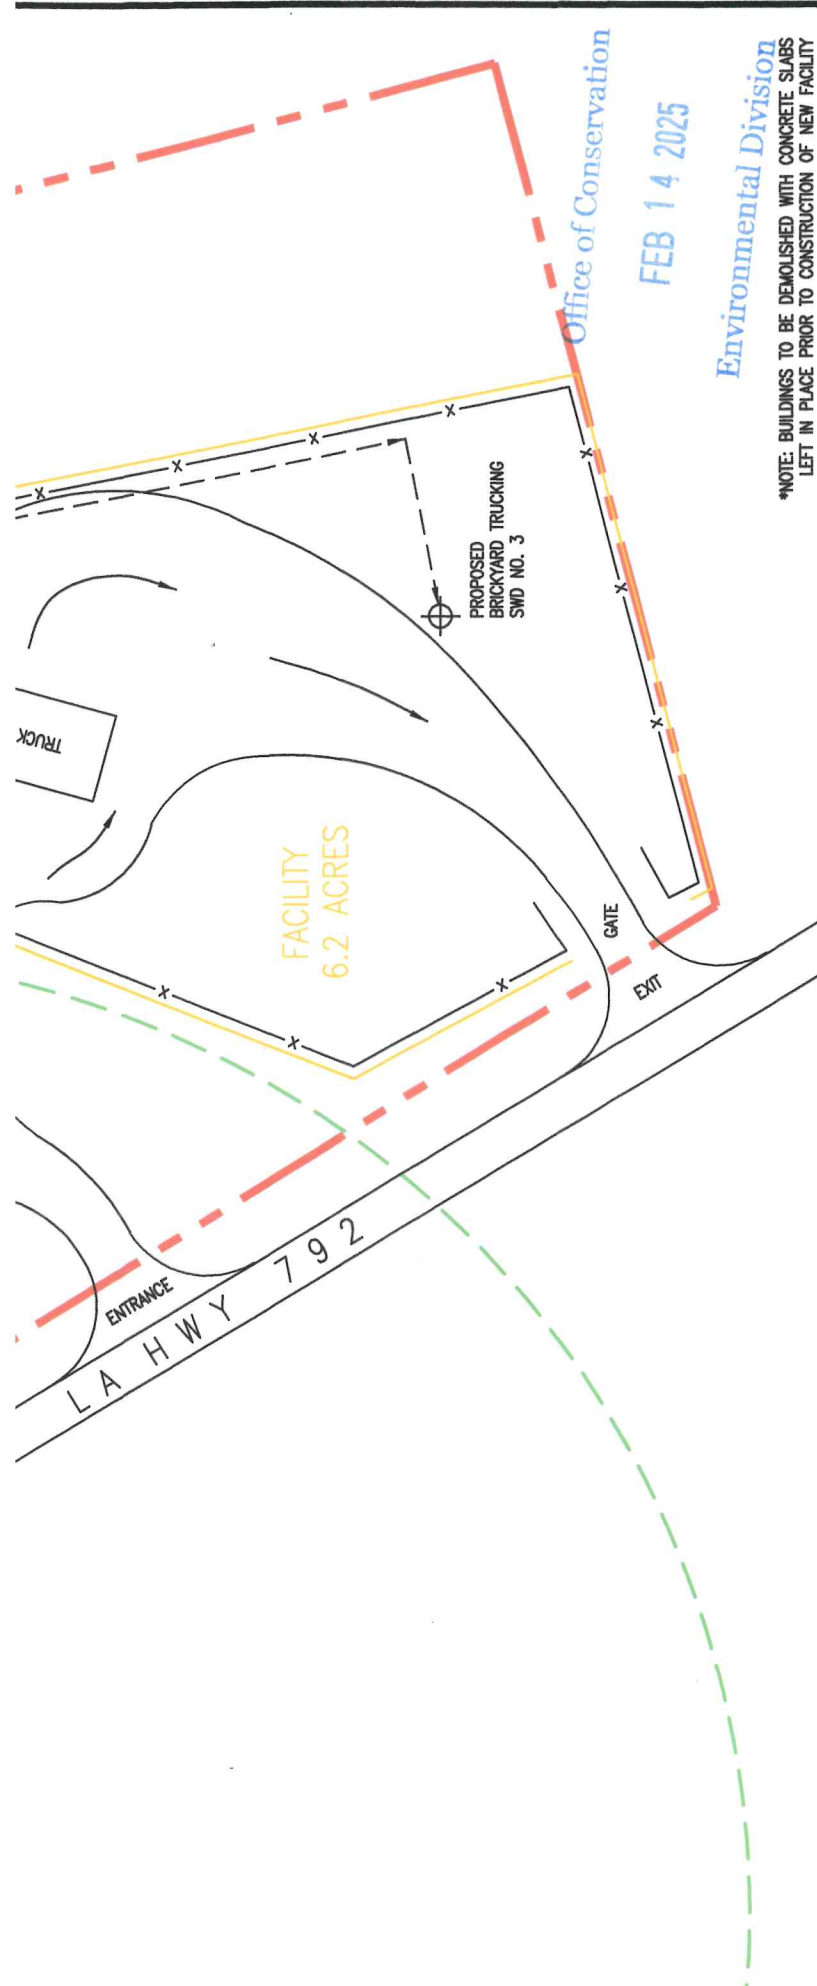 Office of Conservation
FEB 14 2025
Environmental Division
*NOTE: BUILDINGS TO BE DEMOLISHED WITH CONCRETE SLABS
LEFT IN PLACE PRIOR TO CONSTRUCTION OF NEW FACILITY
PROPOSED
BRICKYARD TRUCKING
SWD NO. 3
TRUCK
FACILITY
6.2 ACRES
GATE
EXIT
ENTRANCE
LA HWY 792